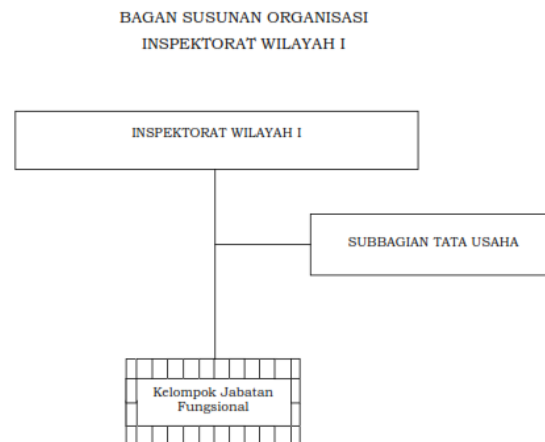 BAGAN SUSUNAN ORGANISASI
INSPEKTORAT WILAYAH I
INSPEKTORAT WILAYAH I
SUBBAGIAN TATA USAHA
Kelompok Jabatan
Fungsional